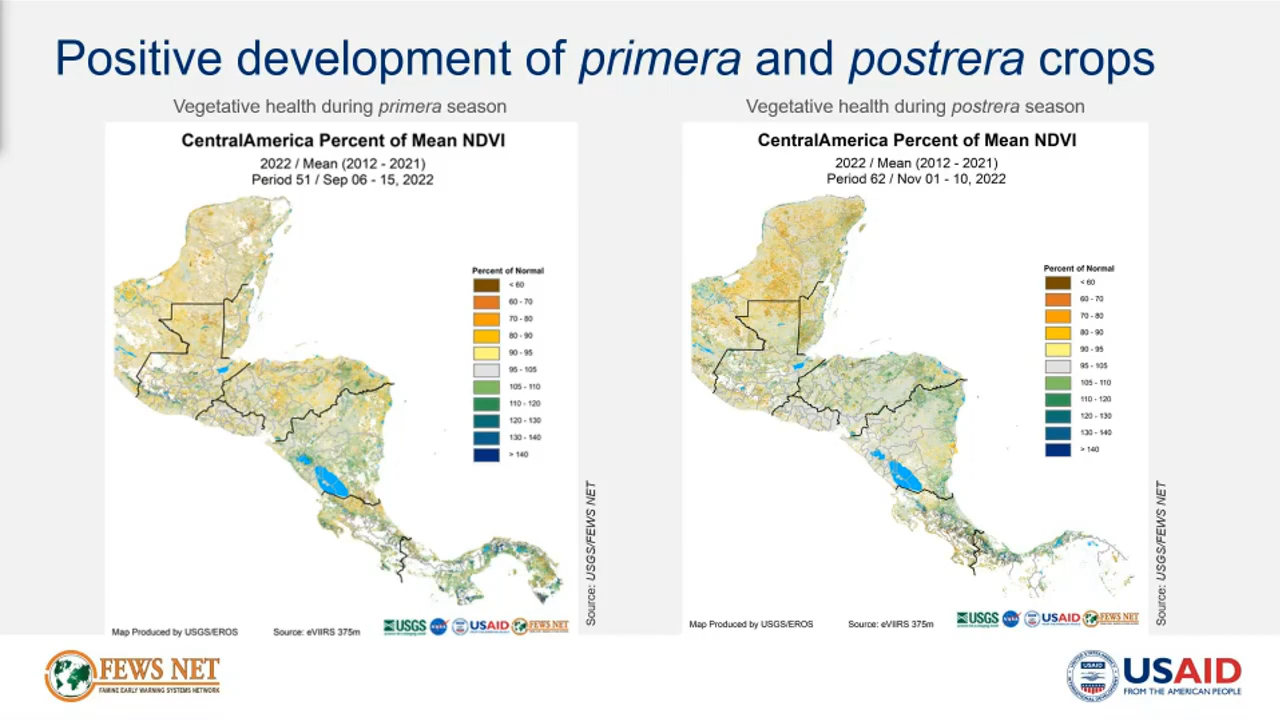 Positive development of primera and postrera crops
Vegetative health during primera season
CentralAmerica Percent of Mean NDVI
2022 / Mean (2012 - 2021)
Period 51 / Sep 06 - 15, 2022
Percent of Normal
< 60
60 - 70
70 - 80
80 - 90
90 - 95
95 - 105
105 - 110
110 - 120
120 - 130
130 - 140
> 140
Map Produced by USGS/EROS
Source: eVIIRS 375m
USGS
NASA
USAID
FEWS NET
Source: USGS/FEWS NET
Vegetative health during postrera season
CentralAmerica Percent of Mean NDVI
2022 / Mean (2012 - 2021)
Period 62 / Nov 01 - 10, 2022
Percent of Normal
< 60
60 - 70
70 - 80
80 - 90
90 - 95
95 - 105
105 - 110
110 - 120
120 - 130
130 - 140
> 140
Map Produced by USGS/EROS
Source: eVIIRS 375m
USGS
NASA
USAID
FEWS NET
Source: USGS/FEWS NET
FEWS NET
FAMINE EARLY WARNING SYSTEMS NETWORK
USAID
USAID
FROM THE AMERICAN PEOPLE